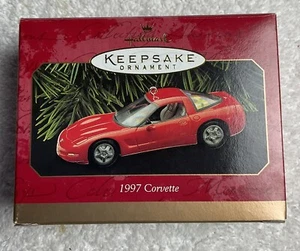 Hallmark
KEEPSAKE
ORNAMENT
1997 Corvette